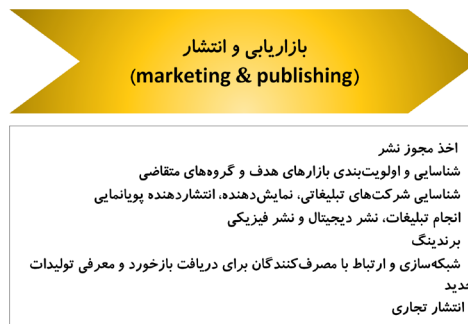 بازاریابی و انتشار
(marketing & publishing)
اخذ مجوز نشر
شناسایی و اولویت‌بندی بازارهای هدف و گروه‌های متقاضی
شناسایی شرکت‌های تبلیغاتی، نمایش‌دهنده، انتشاردهنده پویانمایی
انجام تبلیغات، نشر دیجیتال و نشر فیزیکی
برندینگ
شبکه‌سازی و ارتباط با مصرف‌کنندگان برای دریافت بازخورد و معرفی تولیدات
جدید
انتشار تجاری